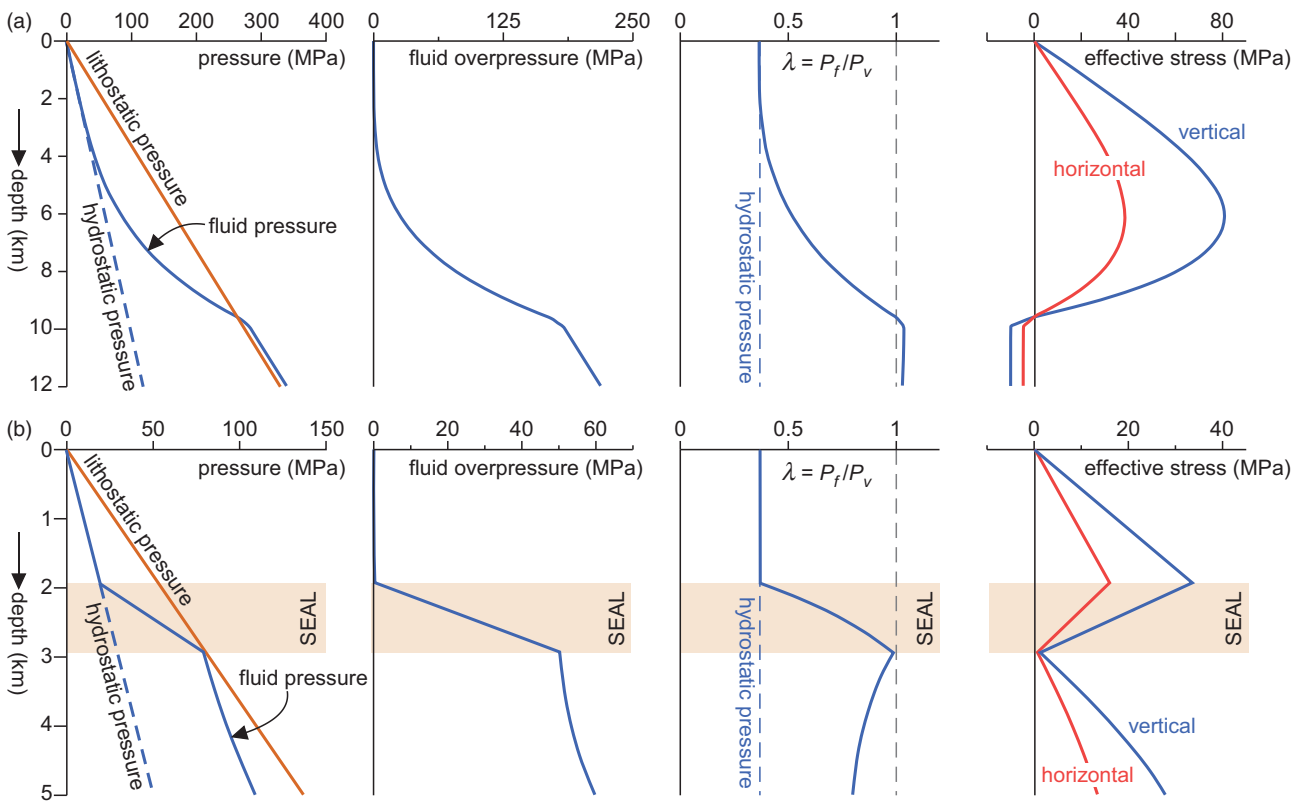 (a)
0 100 200 300 400
pressure (MPa)
0
2
4
6
8
10
12
depth (km)
lithostatic pressure
hydrostatic pressure
fluid pressure
0 125 250
fluid overpressure (MPa)
0 0.5 1
λ = Pf/Pv
hydrostatic pressure
0 40 80
effective stress (MPa)
vertical
horizontal
(b)
0 50 100 150
pressure (MPa)
0
1
2
3
4
5
depth (km)
lithostatic pressure
hydrostatic pressure
SEAL
fluid pressure
0 20 40 60
fluid overpressure (MPa)
SEAL
0 0.5 1
λ = Pf/Pv
hydrostatic pressure
0 20 40
effective stress (MPa)
SEAL
vertical
horizontal